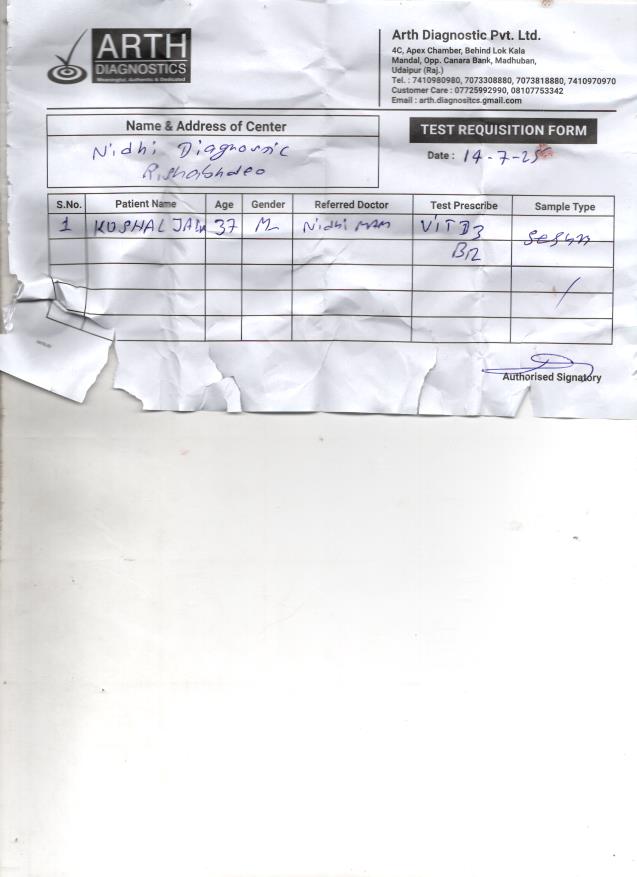 ARTH
DIAGNOSTICS
Meaningful, Authentic & Dedicated
Arth Diagnostic Pvt. Ltd.
4C, Apex Chamber, Behind Lok Kala
Mandal, Opp. Canara Bank, Madhuban,
Udaipur (Raj.)
Tel. : 7410980980, 7073308880, 7073818880, 7410970970
Customer Care : 07725992990, 08107753342
Email : arth.diagnositcs.gmail.com
Name & Address of Center
Nidhi Diagnostic
Rishabhdeo
TEST REQUISITION FORM
Date : 14-7-25
S.No. Patient Name Age Gender Referred Doctor Test Prescribe Sample Type
1 KUSHAL JAIN 37 M Nidhi MAM VIT D3 Serum
B12
Authorised Signatory